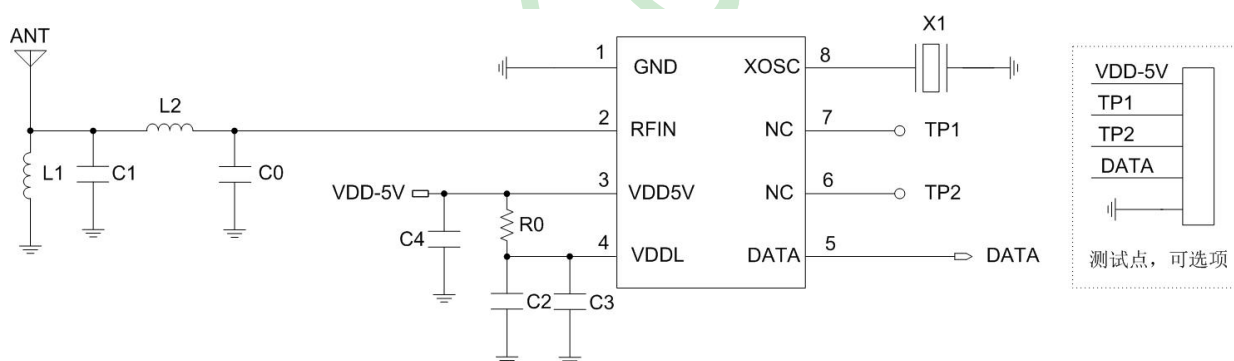 ANT
L2
L1
C1
C0
VDD-5V
C4
R0
C2
C3
1
GND
2
RFIN
3
VDD5V
4
VDDL
XOSC
8
NC
7
NC
6
DATA
5
X1
TP1
TP2
DATA
VDD-5V
TP1
TP2
DATA
测试点，可选项